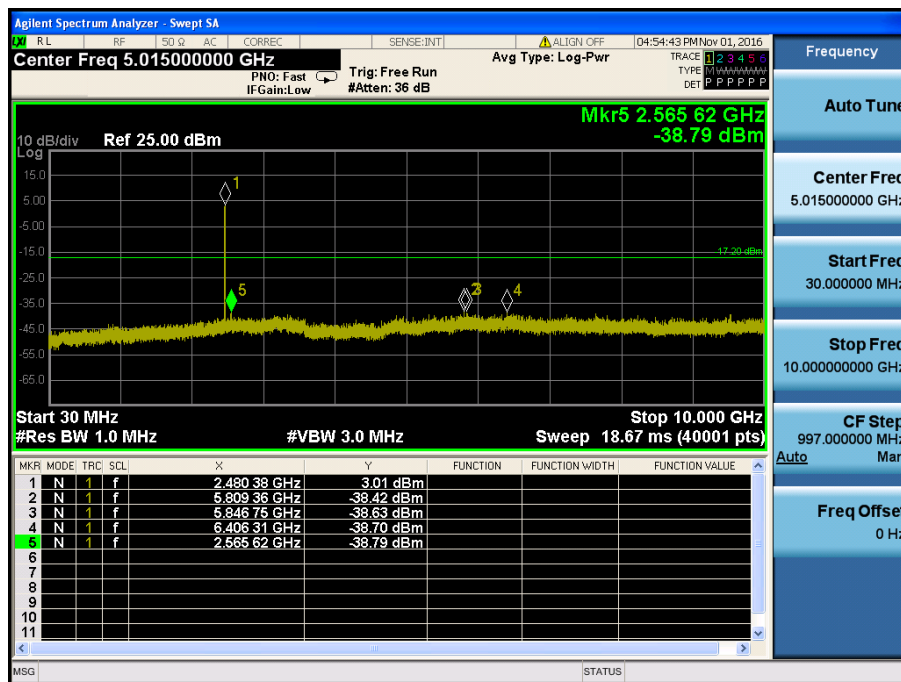 Agilent Spectrum Analyzer - Swept SA
LXI RL RF 50 Ω AC CORREC SENSE:INT ALIGN OFF 04:54:43 PM Nov 01, 2016
Center Freq 5.015000000 GHz
PNO: Fast
IFGain:Low
Trig: Free Run
#Atten: 36 dB
Avg Type: Log-Pwr
TRACE 1 2 3 4 5 6
TYPE M
DET P P P P P P
Mkr5 2.565 62 GHz
-38.79 dBm
10 dB/div
Log
Ref 25.00 dBm
15.0
5.00
-5.00
-15.0
-25.0
-35.0
-45.0
-55.0
-65.0
1
5
2
3
4
-17.20 dBm
Start 30 MHz
Stop 10.000 GHz
#Res BW 1.0 MHz
#VBW 3.0 MHz
Sweep 18.67 ms (40001 pts)
MKR MODE TRC SCL X Y FUNCTION FUNCTION WIDTH FUNCTION VALUE
1 N 1 f 2.480 38 GHz 3.01 dBm
2 N 1 f 5.809 36 GHz -38.42 dBm
3 N 1 f 5.846 75 GHz -38.63 dBm
4 N 1 f 6.406 31 GHz -38.70 dBm
5 N 1 f 2.565 62 GHz -38.79 dBm
6
7
8
9
10
11
MSG
STATUS
Frequency
Auto Tune
Center Freq
5.015000000 GHz
Start Freq
30.000000 MHz
Stop Freq
10.000000000 GHz
CF Step
997.000000 MHz
Auto Man
Freq Offset
0 Hz